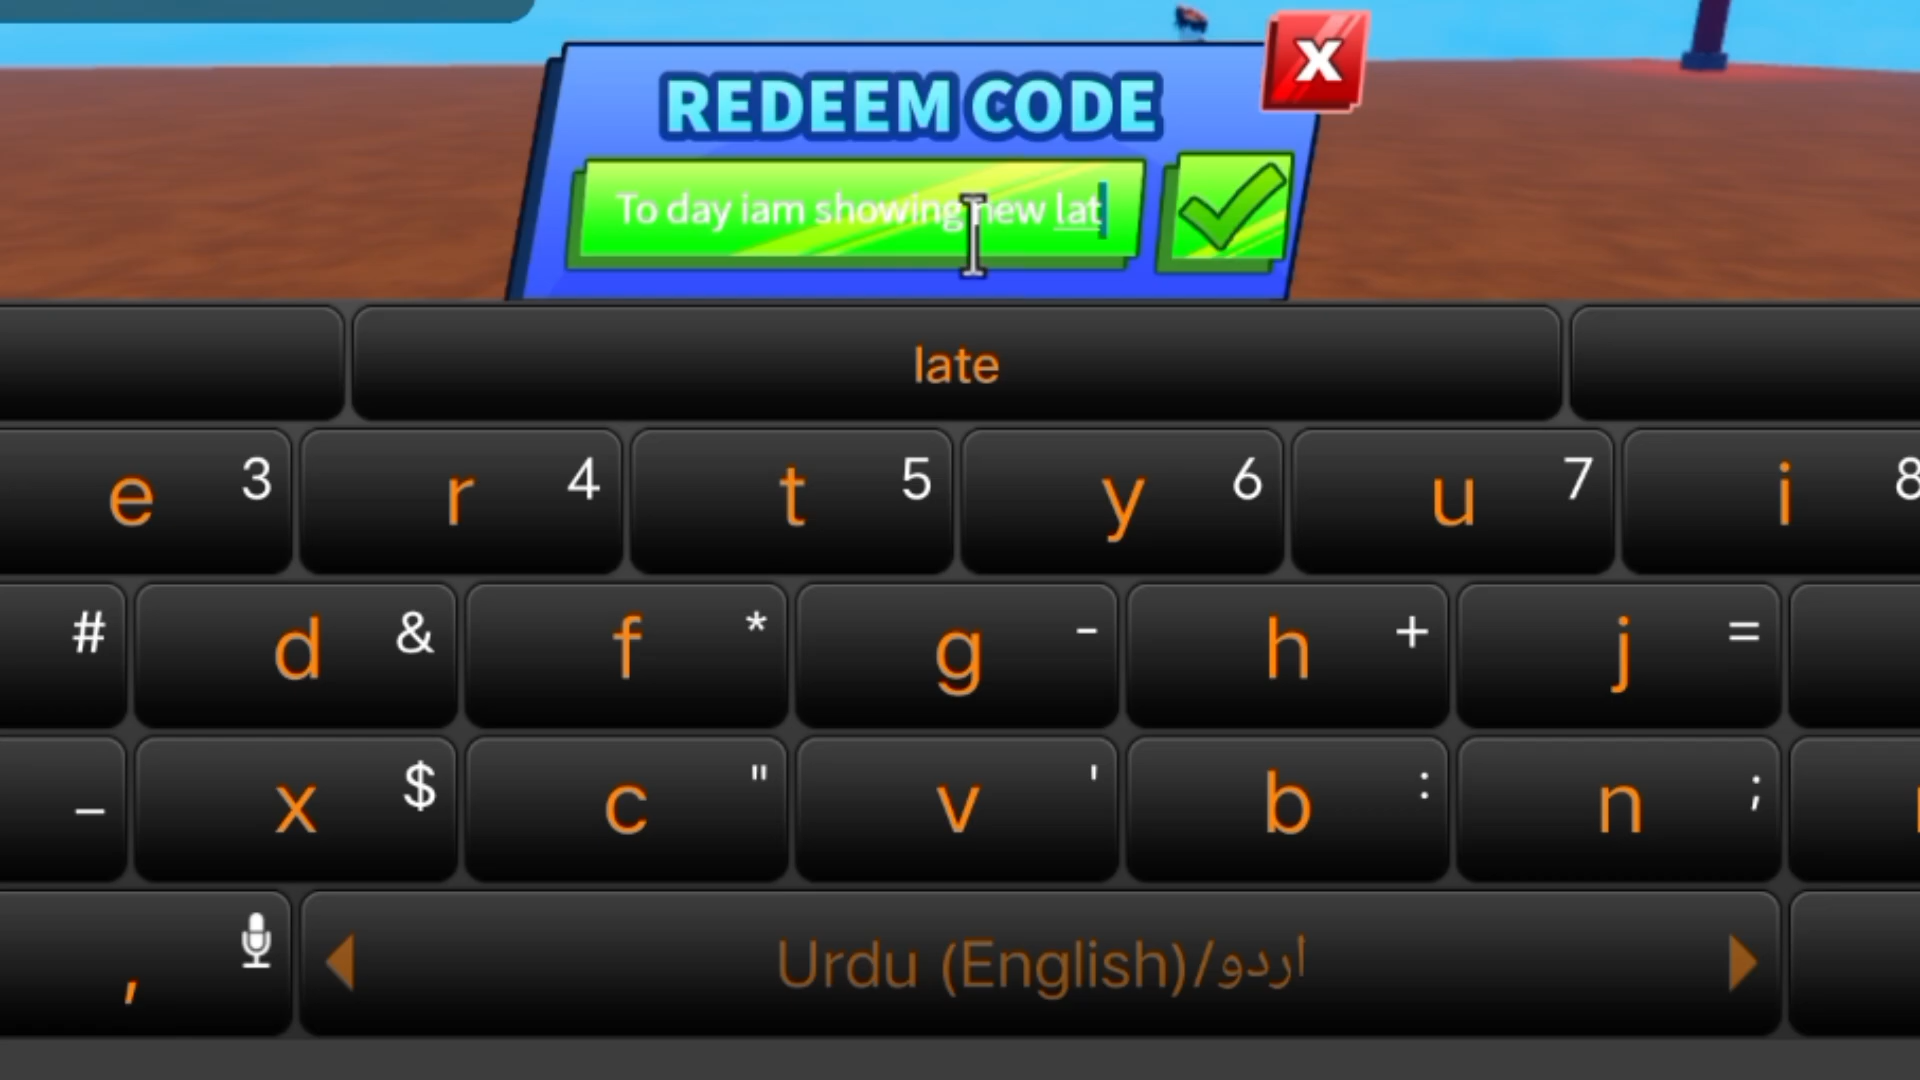 REDEEM CODE
X
To day iam showing new lat
late
e 3 r 4 t 5 y 6 u 7 i 8
# d & f * g - h + j =
_ x $ c " v ' b : n ;
, Urdu (English)/اردو